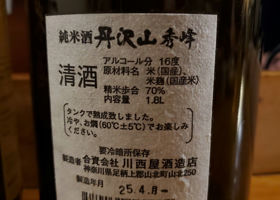 純米酒 丹沢山 秀峰
清酒
アルコール分 16度
原材料名 米(国産)
米麹(国産米)
精米歩合 70%
内容量 1.8L
タンクで熟成致しました。
冷や、お燗(60℃±5℃)でお楽しみ
ください。
要冷暗所保存
製造者 合資会社 川西屋酒造店
神奈川県足柄上郡山北町山北250
製造年月 25.4.月